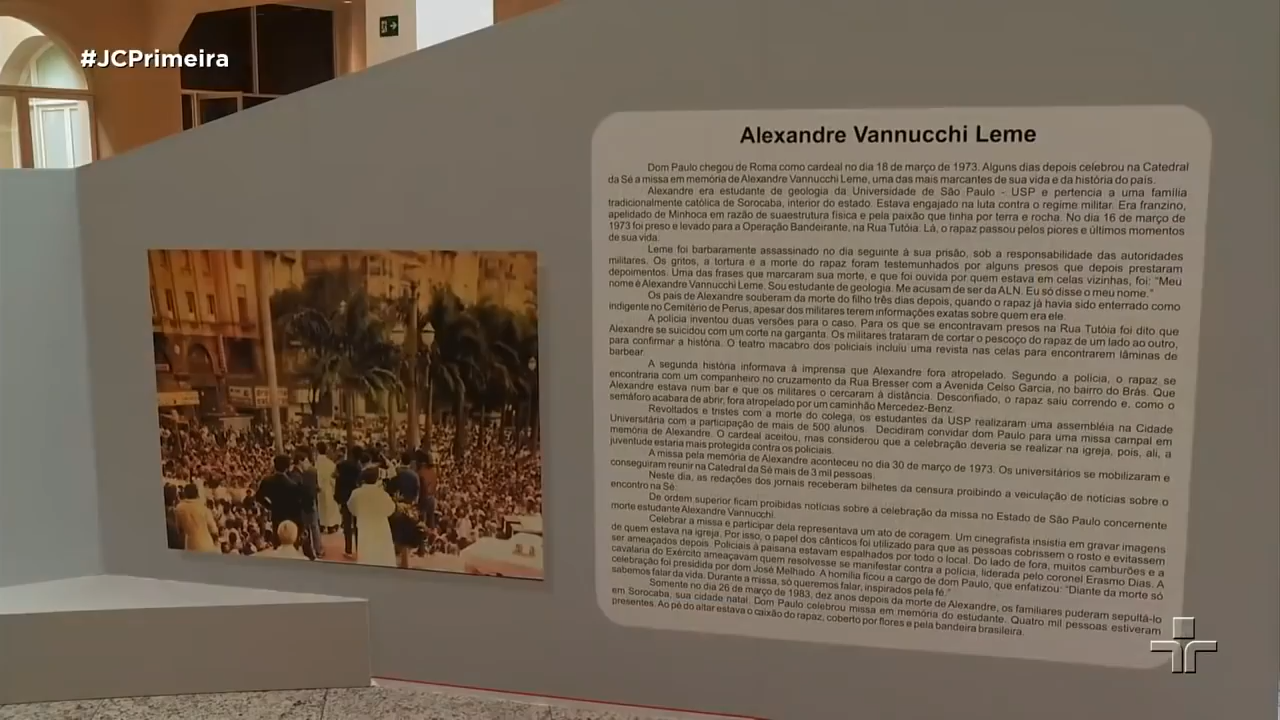 #JCPrimeira
Alexandre Vannucchi Leme
Dom Paulo chegou de Roma como cardeal no dia 18 de março de 1973. Alguns dias depois celebrou na Catedral
da Sé a missa em memória de Alexandre Vannucchi Leme, uma das mais marcantes de sua vida e da história do país.
Alexandre era estudante de geologia da Universidade de São Paulo - USP e pertencia a uma família
tradicionalmente católica de Sorocaba, interior do estado. Estava engajado na luta contra o regime militar. Era franzino,
apelidado de Minhoca em razão de suaestrutura física e pela paixão que tinha por terra e rocha. No dia 16 de março de
1973 foi preso e levado para a Operação Bandeirante, na Rua Tutóia. Lá, o rapaz passou pelos piores e últimos momentos
de sua vida.
Leme foi barbaramente assassinado no dia seguinte à sua prisão, sob a responsabilidade das autoridades
militares. Os gritos, a tortura e a morte do rapaz foram testemunhados por alguns presos que depois prestaram
depoimentos. Uma das frases que marcaram sua morte, e que foi ouvida por quem estava em celas vizinhas, foi: "Meu
nome é Alexandre Vannucchi Leme. Sou estudante de geologia. Me acusam de ser da ALN. Eu só disse o meu nome."
Os pais de Alexandre souberam da morte do filho três dias depois, quando o rapaz já havia sido enterrado como
indigente no Cemitério de Perus, apesar dos militares terem informações exatas sobre quem era ele.
A polícia inventou duas versões para o caso. Para os que se encontravam presos na Rua Tutóia foi dito que
Alexandre se suicidou com um corte na garganta. Os militares trataram de cortar o pescoço do rapaz de um lado ao outro,
para confirmar a história. O teatro macabro dos policiais incluiu uma revista nas celas para encontrarem lâminas de
barbear.
A segunda história informava à imprensa que Alexandre fora atropelado. Segundo a polícia, o rapaz se
encontraria com um companheiro no cruzamento da Rua Bresser com a Avenida Celso Garcia, no bairro do Brás. Que
Alexandre estava num bar e que os militares o cercaram à distância. Desconfiado, o rapaz saiu correndo e, como o
semáforo acabara de abrir, fora atropelado por um caminhão Mercedez-Benz.
Revoltados e tristes com a morte do colega, os estudantes da USP realizaram uma assembléia na Cidade
Universitária com a participação de mais de 500 alunos. Decidiram convidar dom Paulo para uma missa campal em
memória de Alexandre. O cardeal aceitou, mas considerou que a celebração deveria se realizar na igreja, pois, ali, a
juventude estaria mais protegida contra os policiais.
A missa pela memória de Alexandre aconteceu no dia 30 de março de 1973. Os universitários se mobilizaram e
conseguiram reunir na Catedral da Sé mais de 3 mil pessoas.
Neste dia, as redações dos jornais receberam bilhetes da censura proibindo a veiculação de notícias sobre o
encontro na Sé:
De ordem superior ficam proibidas notícias sobre a celebração da missa no Estado de São Paulo concernente
morte estudante Alexandre Vannucchi.
Celebrar a missa e participar dela representava um ato de coragem. Um cinegrafista insistia em gravar imagens
de quem estava na igreja. Por isso, o papel dos cânticos foi utilizado para que as pessoas cobrissem o rosto e evitassem
ser ameaçados depois. Policiais à paisana estavam espalhados por todo o local. Do lado de fora, muitos camburões e a
cavalaria do Exército ameaçavam quem resolvesse se manifestar contra a polícia, liderada pelo coronel Erasmo Dias. A
celebração foi presidida por dom José Melhado. A homilia ficou a cargo de dom Paulo, que enfatizou: "Diante da morte só
sabemos falar da vida. Durante a missa, só queremos falar, inspirados pela fé."
Somente no dia 26 de março de 1983, dez anos depois da morte de Alexandre, os familiares puderam sepultá-lo
em Sorocaba, sua cidade natal. Dom Paulo celebrou missa em memória do estudante. Quatro mil pessoas estiveram
presentes. Ao pé do altar estava o caixão do rapaz, coberto por flores e pela bandeira brasileira.